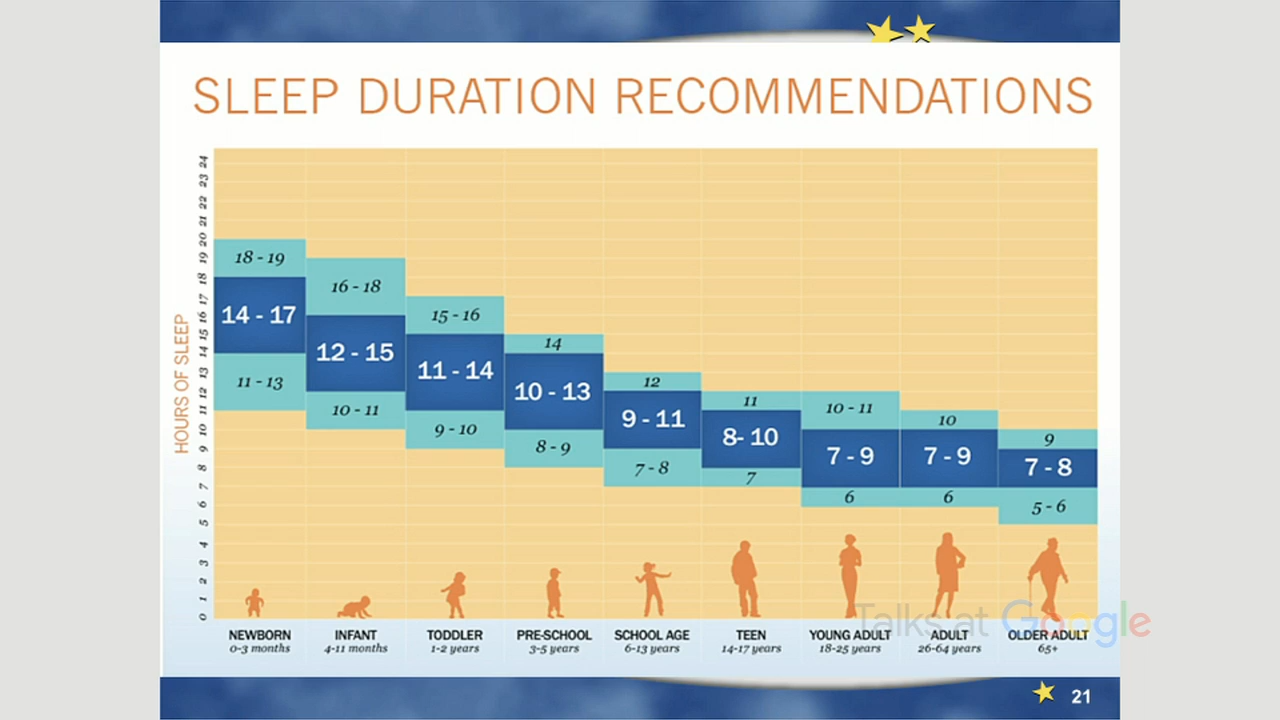 SLEEP DURATION RECOMMENDATIONS
HOURS OF SLEEP
24
23
22
21
20
19
18
17
16
15
14
13
12
11
10
9
8
7
6
5
4
3
2
1
0
18 - 19
14 - 17
11 - 13
16 - 18
12 - 15
10 - 11
15 - 16
11 - 14
9 - 10
14
10 - 13
8 - 9
12
9 - 11
7 - 8
11
8- 10
7
10 - 11
7 - 9
6
10
7 - 9
6
9
7 - 8
5 - 6
NEWBORN
0-3 months
INFANT
4-11 months
TODDLER
1-2 years
PRE-SCHOOL
3-5 years
SCHOOL AGE
6-13 years
TEEN
14-17 years
YOUNG ADULT
18-25 years
ADULT
26-64 years
OLDER ADULT
65+
Talks at Google
21